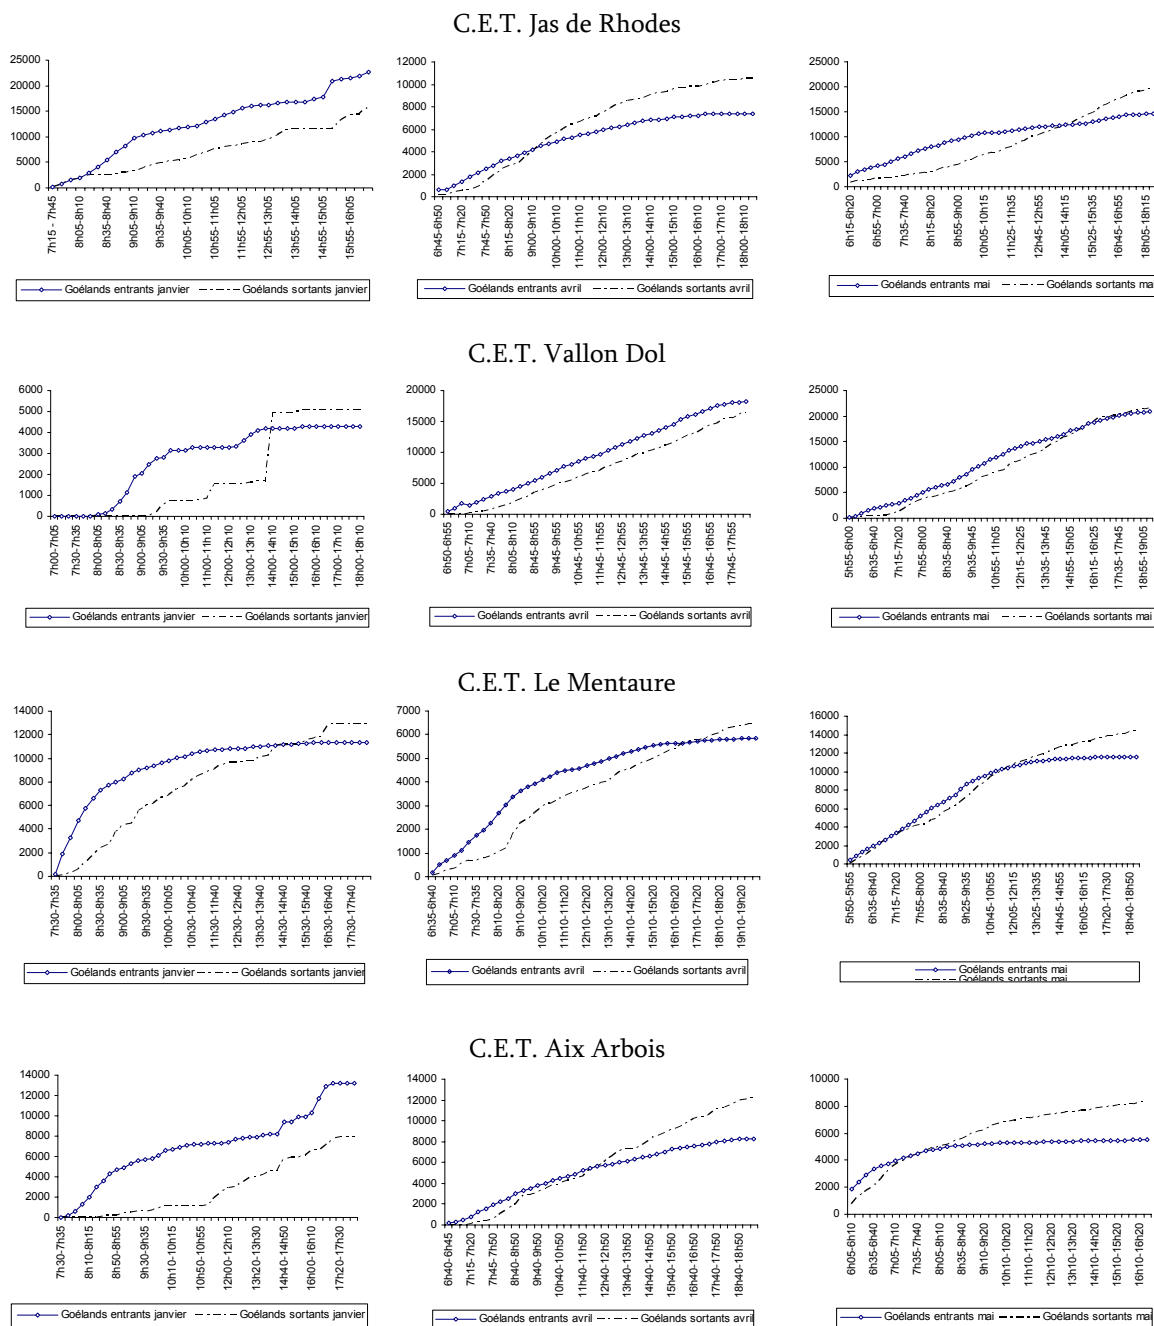 C.E.T. Jas de Rhodes
25000
20000
15000
10000
5000
0
7h15 - 7h45
8h05-8h10
8h35-8h40
9h05-9h10
9h35-9h40
10h05-10h10
11h00-11h05
12h55-13h05
13h55-14h05
14h55-15h05
15h55-16h05
Goélands entrants janvier
Goélands sortants janvier
12000
10000
8000
6000
4000
2000
0
6h45-6h50
7h15-7h20
7h45-7h50
8h15-8h20
9h00-9h10
10h00-10h10
11h00-11h10
12h00-12h10
13h00-13h10
14h00-14h10
15h00-15h10
16h00-16h10
17h00-17h10
18h00-18h10
Goélands entrants avril
Goélands sortants avril
25000
20000
15000
10000
5000
0
6h15-6h20
6h55-7h00
7h35-7h40
8h15-8h20
8h55-9h00
10h05-10h15
11h25-11h35
12h45-12h55
14h05-14h15
15h25-15h35
16h45-16h55
18h05-18h15
Goélands entrants mai
Goélands sortants mai
C.E.T. Vallon Dol
6000
5000
4000
3000
2000
1000
0
7h00-7h05
7h30-7h35
8h00-8h05
8h30-8h35
9h00-9h05
9h30-9h35
10h00-10h10
11h00-11h10
12h00-12h10
13h00-13h10
14h00-14h10
15h00-15h10
16h00-16h10
17h00-17h10
18h00-18h10
Goélands entrants janvier
Goélands sortants janvier
20000
15000
10000
5000
0
6h50-6h55
7h05-7h10
7h35-7h40
8h05-8h10
8h45-8h55
9h45-9h55
10h45-10h55
11h45-11h55
12h45-12h55
13h45-13h55
14h45-14h55
15h45-15h55
16h45-16h55
17h45-17h55
Goélands entrants avril
Goélands sortants avril
25000
20000
15000
10000
5000
0
5h55-6h00
6h35-6h40
7h15-7h20
7h55-8h00
8h35-8h40
9h35-9h45
10h55-11h05
12h15-12h25
13h35-13h45
14h55-15h05
16h15-16h25
17h35-17h45
18h55-19h05
Goélands entrants mai
Goélands sortants mai
C.E.T. Le Mentaure
14000
12000
10000
8000
6000
4000
2000
0
7h30-7h35
8h00-8h05
8h30-8h35
9h00-9h05
9h30-9h35
10h00-10h05
10h30-10h40
11h30-11h40
12h30-12h40
13h30-13h40
14h30-14h40
15h30-15h40
16h30-16h40
17h30-17h40
Goélands entrants janvier
Goélands sortants janvier
7000
6000
5000
4000
3000
2000
1000
0
6h35-6h40
7h05-7h10
7h30-7h35
8h10-8h20
9h10-9h20
10h10-10h20
11h10-11h20
12h10-12h20
13h10-13h20
14h10-14h20
15h10-15h20
16h10-16h20
17h10-17h20
18h10-18h20
19h10-19h20
Goélands entrants avril
Goélands sortants avril
16000
14000
12000
10000
8000
6000
4000
2000
0
5h50-5h55
6h35-6h40
7h15-7h20
7h55-8h00
8h35-8h40
9h25-9h35
10h45-10h55
12h05-12h15
13h25-13h35
14h45-14h55
16h05-16h15
17h20-17h30
18h40-18h50
Goélands entrants mai
Goélands sortants mai
C.E.T. Aix Arbois
14000
12000
10000
8000
6000
4000
2000
0
7h30-7h35
8h10-8h15
8h50-8h55
9h30-9h35
10h10-10h15
10h50-10h55
12h00-12h10
13h20-13h30
14h40-14h50
16h00-16h10
17h20-17h30
Goélands entrants janvier
Goélands sortants janvier
14000
12000
10000
8000
6000
4000
2000
0
6h40-6h45
7h15-7h20
7h45-7h50
8h40-8h50
9h40-9h50
10h40-10h50
11h40-11h50
12h40-12h50
13h40-13h50
14h40-14h50
15h40-15h50
16h40-16h50
17h40-17h50
18h40-18h50
Goélands entrants avril
Goélands sortants avril
10000
8000
6000
4000
2000
0
6h05-6h10
6h35-6h40
7h05-7h10
7h35-7h40
8h10-8h20
8h35-8h40
9h10-9h20
10h10-10h20
11h10-11h20
12h10-12h20
13h10-13h20
14h10-14h20
15h10-15h20
16h10-16h20
Goélands entrants mai
Goélands sortants mai